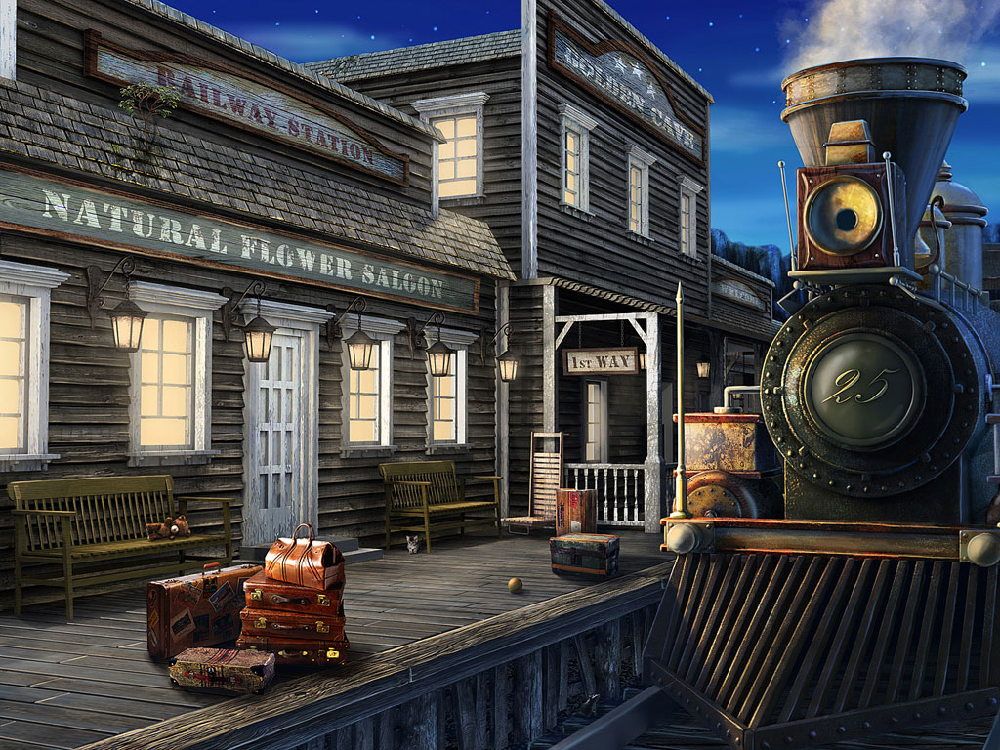 RAILWAY-STATION
GOLDEN CAVE
NATURAL FLOWER SALOON
1st WAY
25